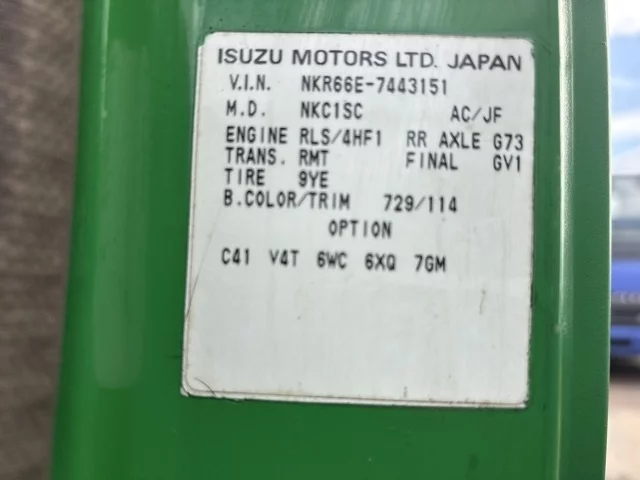 ISUZU MOTORS LTD. JAPAN
V.I.N. NKR66E-7443151
M.D. NKC1SC AC/JF
ENGINE RLS/4HF1 RR AXLE G73
TRANS. RMT FINAL GV1
TIRE 9YE
B.COLOR/TRIM 729/114
OPTION
C41 V4T 6WC 6XQ 7GM